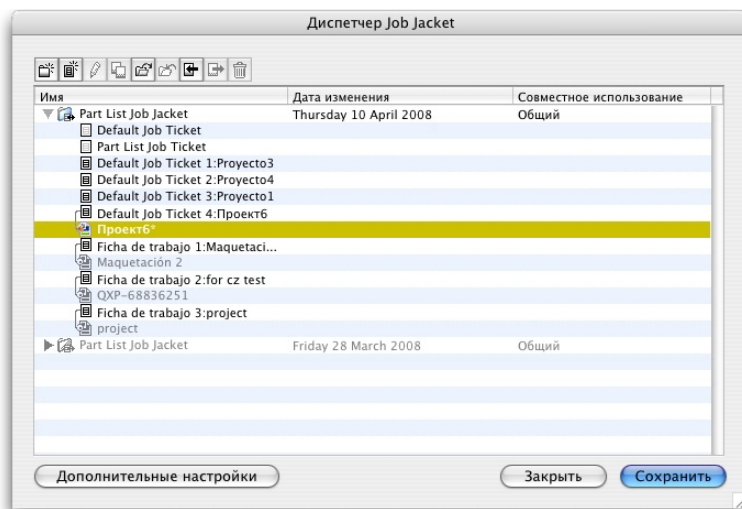 Диспетчер Job Jacket
Имя Дата изменения Совместное использование
Part List Job Jacket Thursday 10 April 2008 Общий
Default Job Ticket
Part List Job Ticket
Default Job Ticket 1:Proyecto3
Default Job Ticket 2:Proyecto4
Default Job Ticket 3:Proyecto1
Default Job Ticket 4:Проект6
Проект6*
Ficha de trabajo 1:Maquetaci...
Maquetación 2
Ficha de trabajo 2:for cz test
QXP-68836251
Ficha de trabajo 3:project
project
Part List Job Jacket Friday 28 March 2008 Общий
Дополнительные настройки Закрыть Сохранить